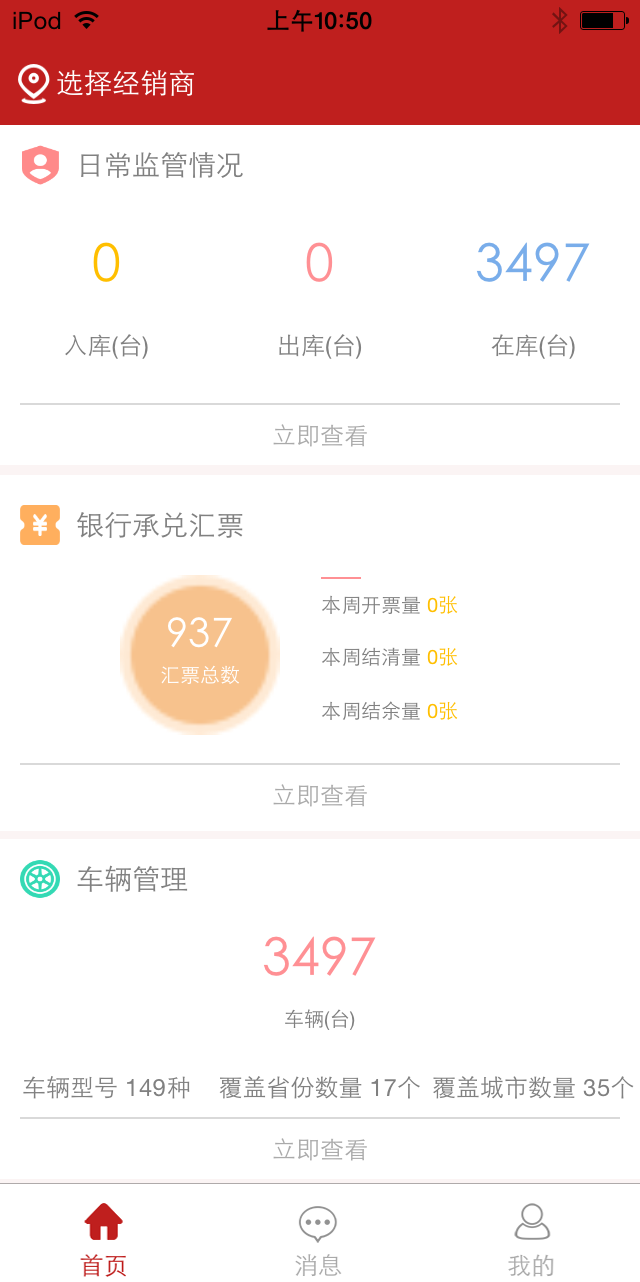 iPod 上午10:50
选择经销商
日常监管情况
0 0 3497
入库(台) 出库(台) 在库(台)
立即查看
¥ 银行承兑汇票
937
汇票总数
本周开票量 0张
本周结清量 0张
本周结余量 0张
立即查看
车辆管理
3497
车辆(台)
车辆型号 149种 覆盖省份数量 17个 覆盖城市数量 35个
立即查看
首页 消息 我的